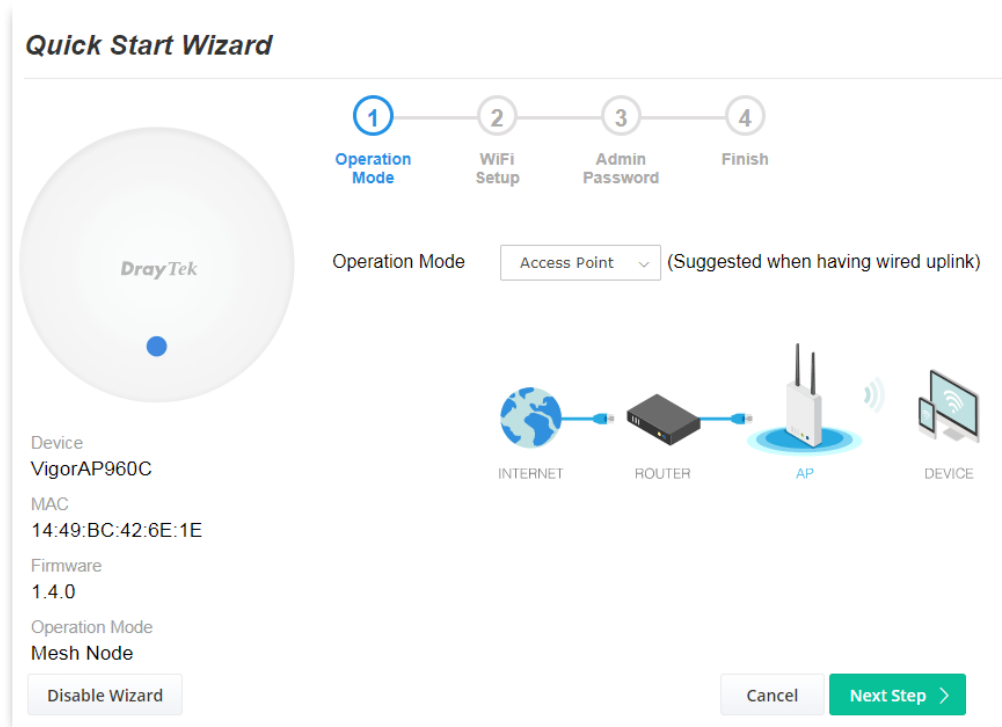 Quick Start Wizard
1
2
3
4
Operation
Mode
WiFi
Setup
Admin
Password
Finish
DrayTek
Operation Mode
Access Point
(Suggested when having wired uplink)
INTERNET
ROUTER
AP
DEVICE
Device
VigorAP960C
MAC
14:49:BC:42:6E:1E
Firmware
1.4.0
Operation Mode
Mesh Node
Disable Wizard
Cancel
Next Step